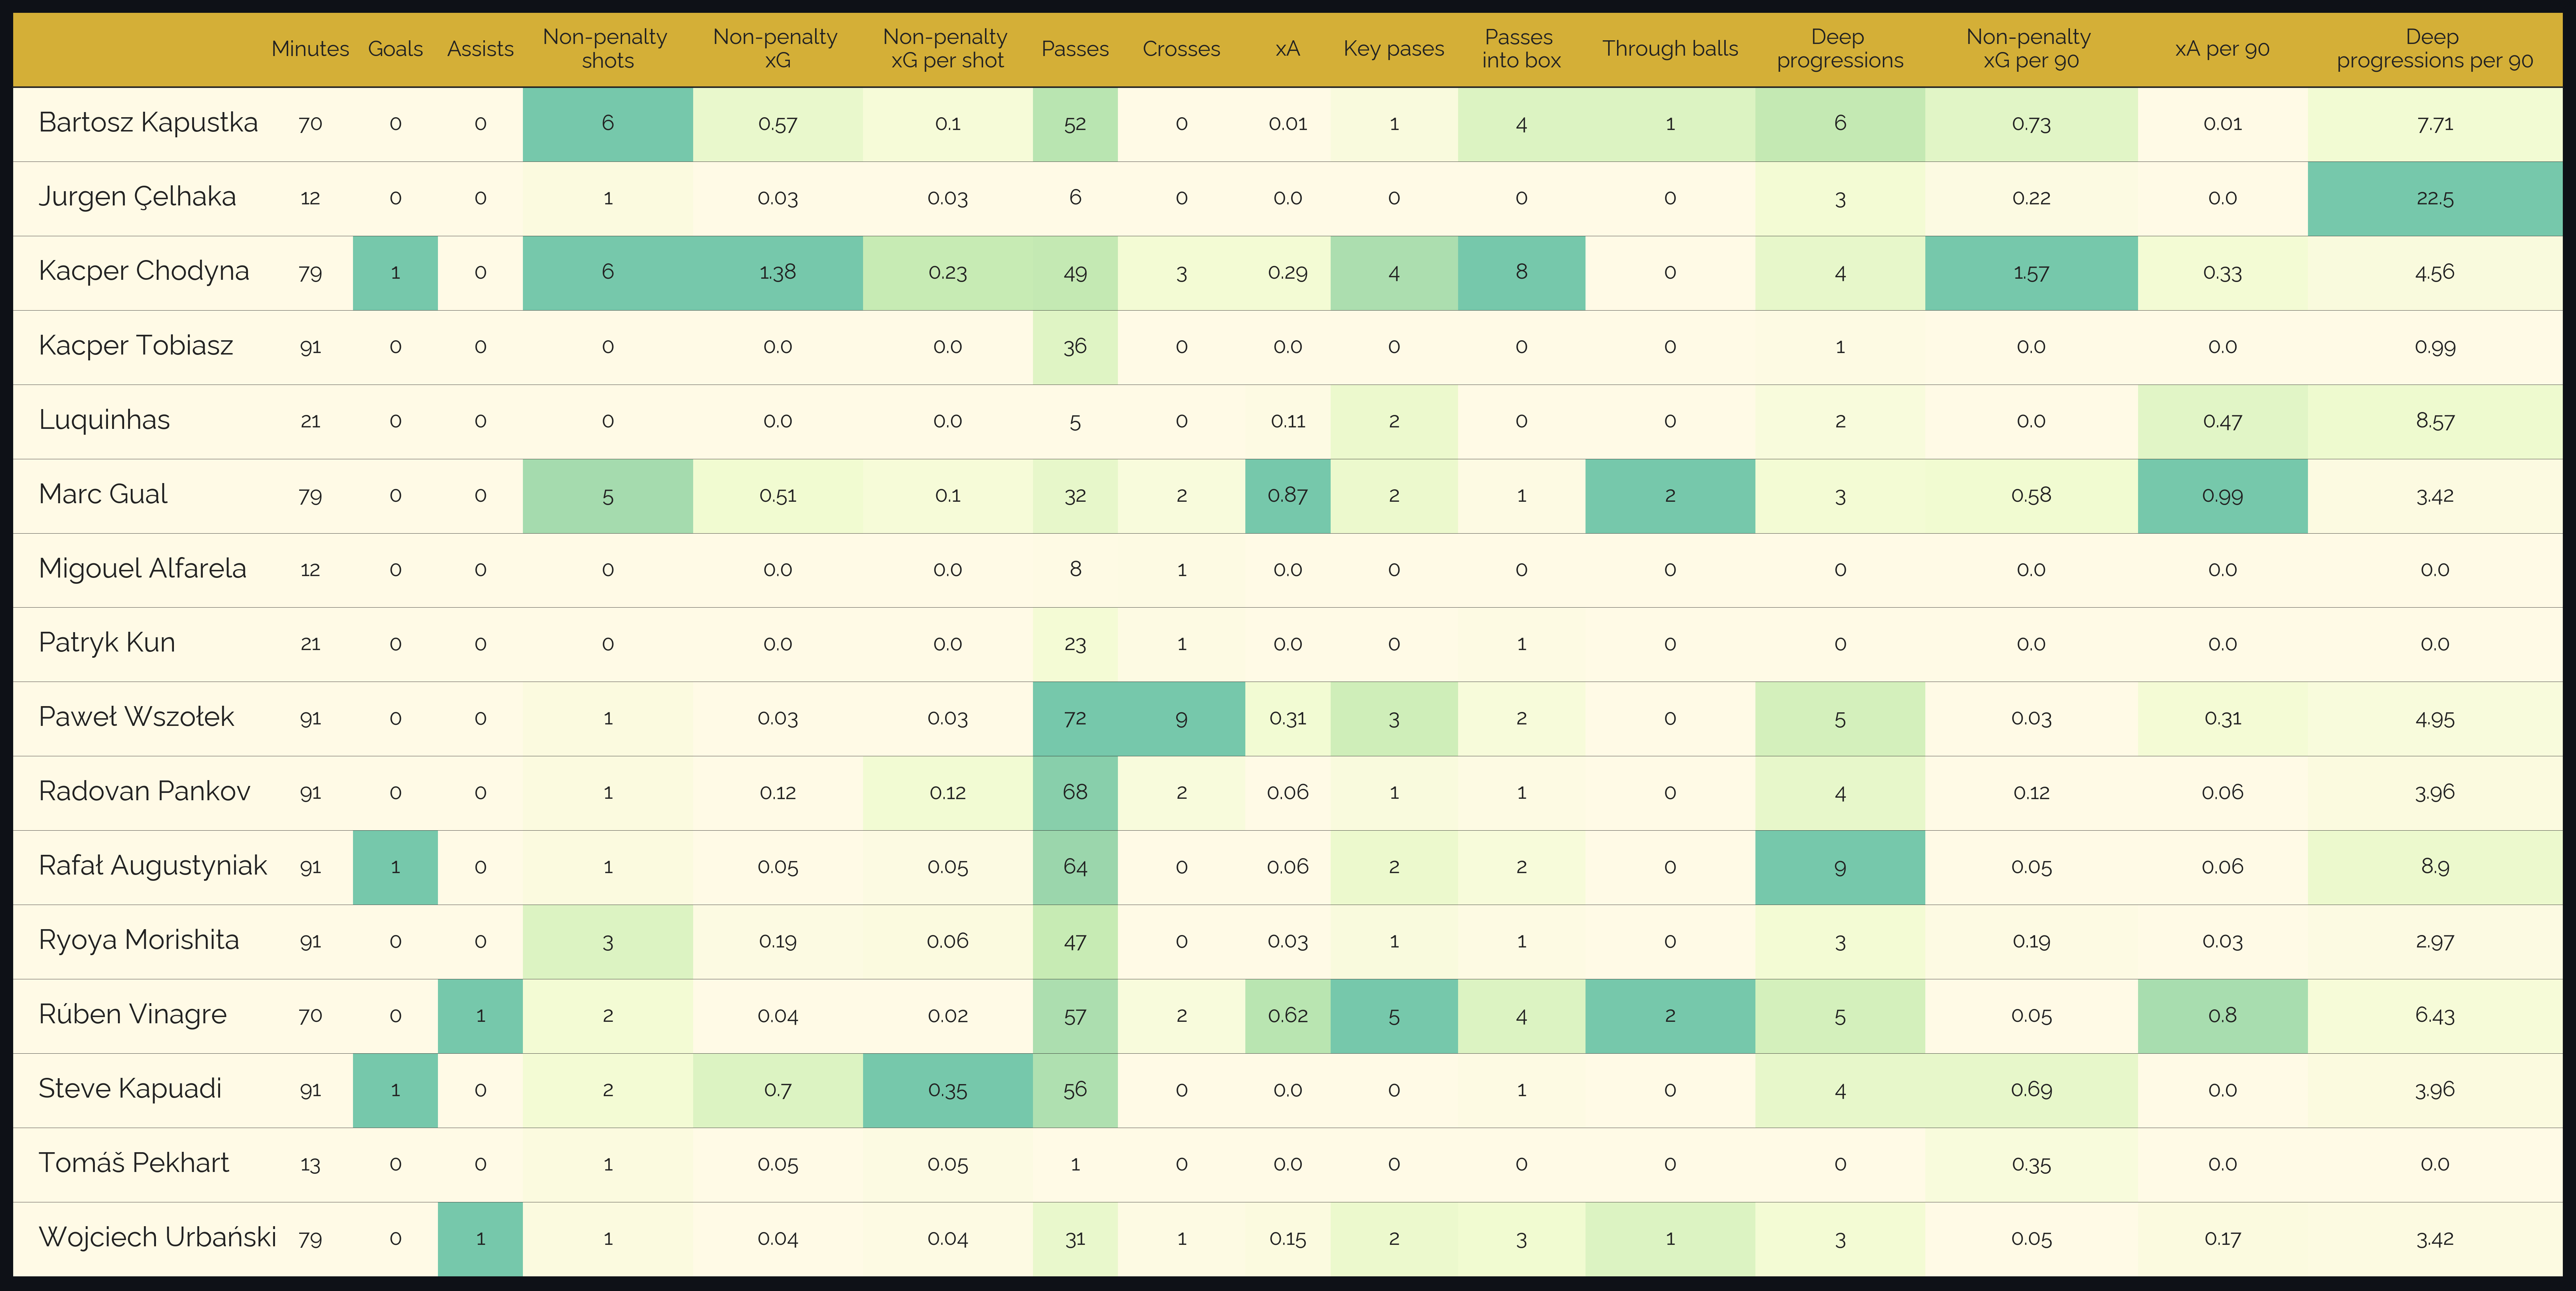 Minutes Goals Assists Non-penalty shots Non-penalty xG Non-penalty xG per shot Passes Crosses xA Key pases Passes into box Through balls Deep progressions Non-penalty xG per 90 xA per 90 Deep progressions per 90
Bartosz Kapustka 70 0 0 6 0.57 0.1 52 0 0.01 1 4 1 6 0.73 0.01 7.71
Jurgen Çelhaka 12 0 0 1 0.03 0.03 6 0 0.0 0 0 0 3 0.22 0.0 22.5
Kacper Chodyna 79 1 0 6 1.38 0.23 49 3 0.29 4 8 0 4 1.57 0.33 4.56
Kacper Tobiasz 91 0 0 0 0.0 0.0 36 0 0.0 0 0 0 1 0.0 0.0 0.99
Luquinhas 21 0 0 0 0.0 0.0 5 0 0.11 2 0 0 2 0.0 0.47 8.57
Marc Gual 79 0 0 5 0.51 0.1 32 2 0.87 2 1 2 3 0.58 0.99 3.42
Migouel Alfarela 12 0 0 0 0.0 0.0 8 1 0.0 0 0 0 0 0.0 0.0 0.0
Patryk Kun 21 0 0 0 0.0 0.0 23 1 0.0 0 1 0 0 0.0 0.0 0.0
Paweł Wszołek 91 0 0 1 0.03 0.03 72 9 0.31 3 2 0 5 0.03 0.31 4.95
Radovan Pankov 91 0 0 1 0.12 0.12 68 2 0.06 1 1 0 4 0.12 0.06 3.96
Rafał Augustyniak 91 1 0 1 0.05 0.05 64 0 0.06 2 2 0 9 0.05 0.06 8.9
Ryoya Morishita 91 0 0 3 0.19 0.06 47 0 0.03 1 1 0 3 0.19 0.03 2.97
Rúben Vinagre 70 0 1 2 0.04 0.02 57 2 0.62 5 4 2 5 0.05 0.8 6.43
Steve Kapuadi 91 1 0 2 0.7 0.35 56 0 0.0 0 1 0 4 0.69 0.0 3.96
Tomáš Pekhart 13 0 0 1 0.05 0.05 1 0 0.0 0 0 0 0 0.35 0.0 0.0
Wojciech Urbański 79 0 1 1 0.04 0.04 31 1 0.15 2 3 1 3 0.05 0.17 3.42